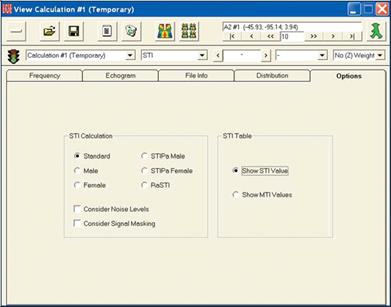 View Calculation #1 (Temporary)
A2 #1 (-45.93, -95.14, 3.94)
|< < << 10 >> > >|
Calculation #1 (Temporary) STI < - > - No (Z) Weight
Frequency Echogram File Info Distribution Options
STI Calculation STI Table
Standard STIPa Male
Show STI Value
Male STIPa Female
Show MTI Values
Female RaSTI
Consider Noise Levels
Consider Signal Masking